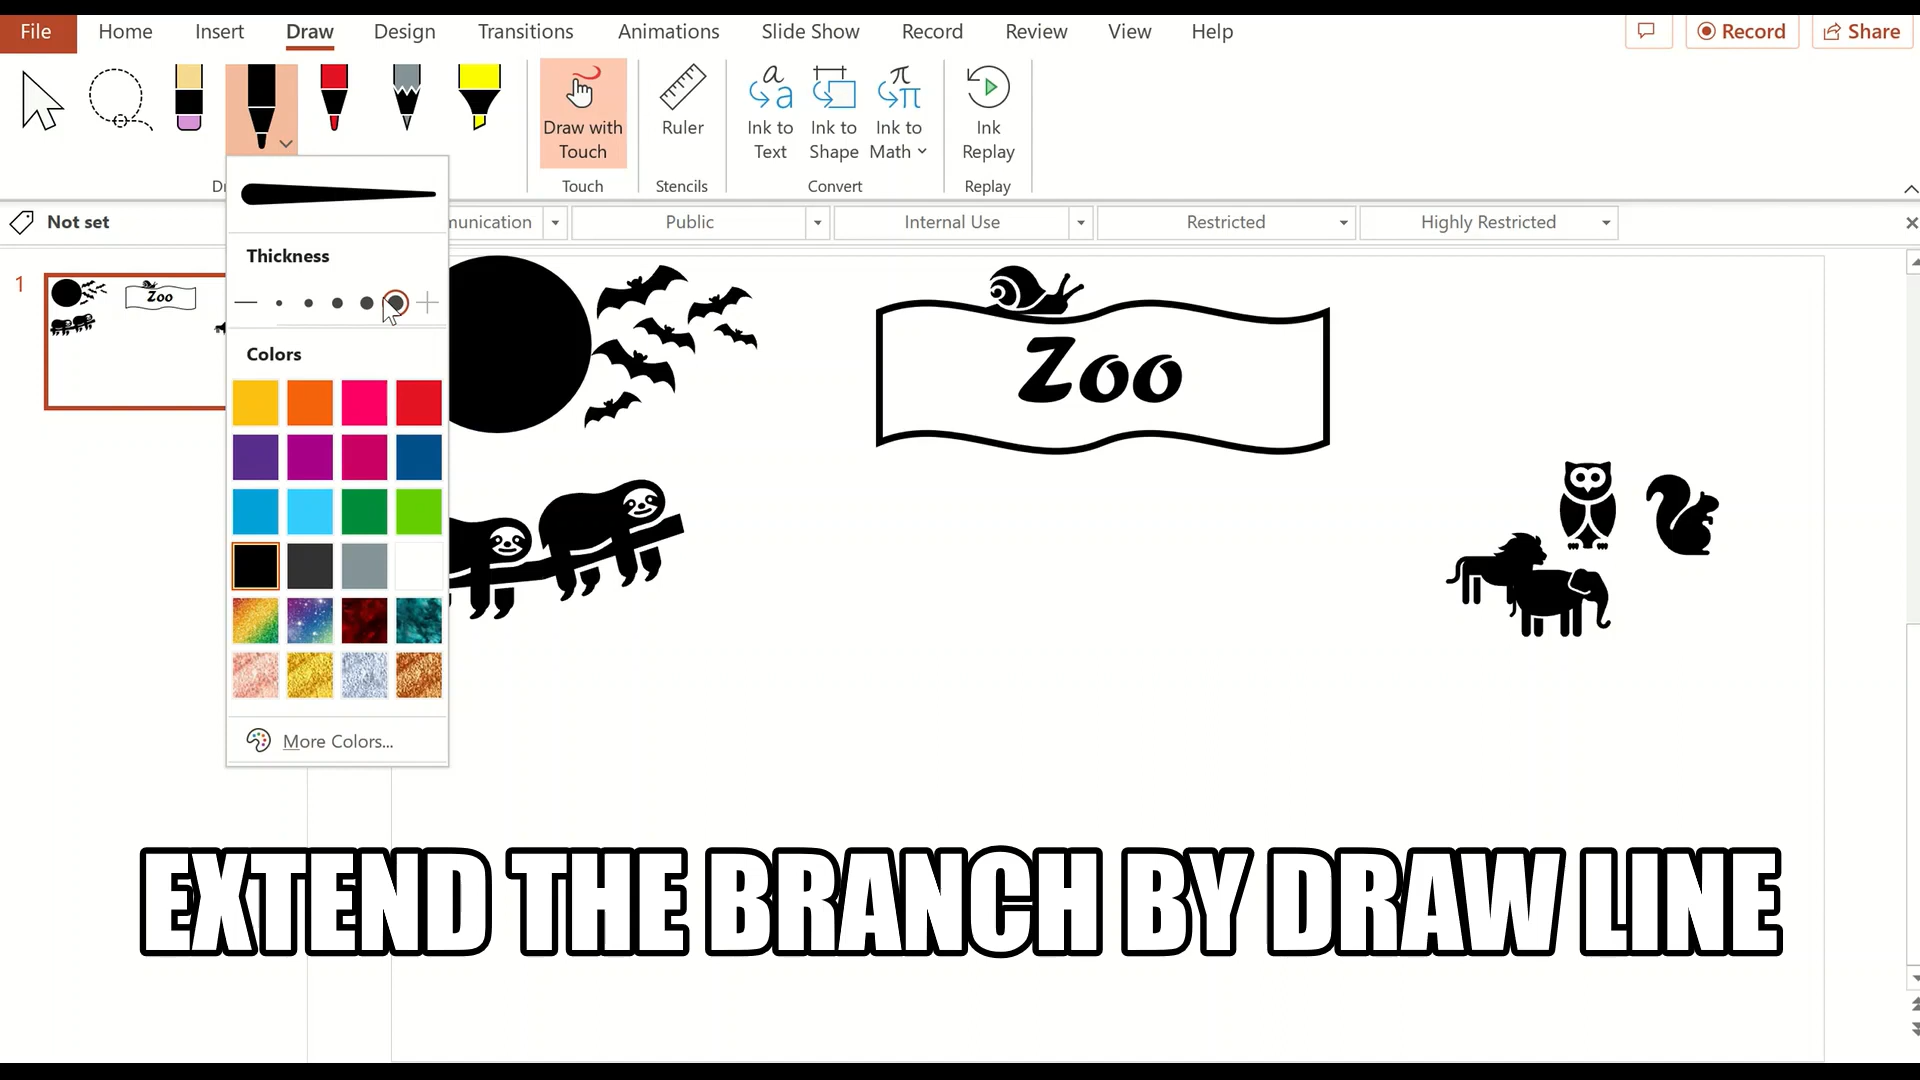 File Home Insert Draw Design Transitions Animations Slide Show Record Review View Help Record Share
Draw with Touch
Ruler
Ink to Text
Ink to Shape
Ink to Math
Ink Replay
Touch Stencils Convert Replay
Not set
Public Internal Use Restricted Highly Restricted
Thickness
Colors
More Colors...
1
Zoo
Zoo
EXTEND THE BRANCH BY DRAW LINE